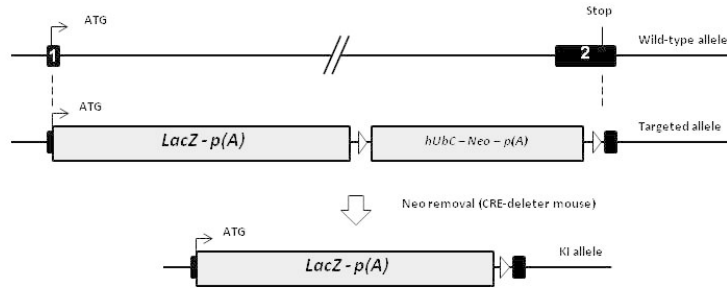 ATG
Stop
1
2
Wild-type allele
ATG
LacZ - p(A)
hUbC – Neo – p(A)
Targeted allele
Neo removal (CRE-deleter mouse)
ATG
LacZ - p(A)
KI allele